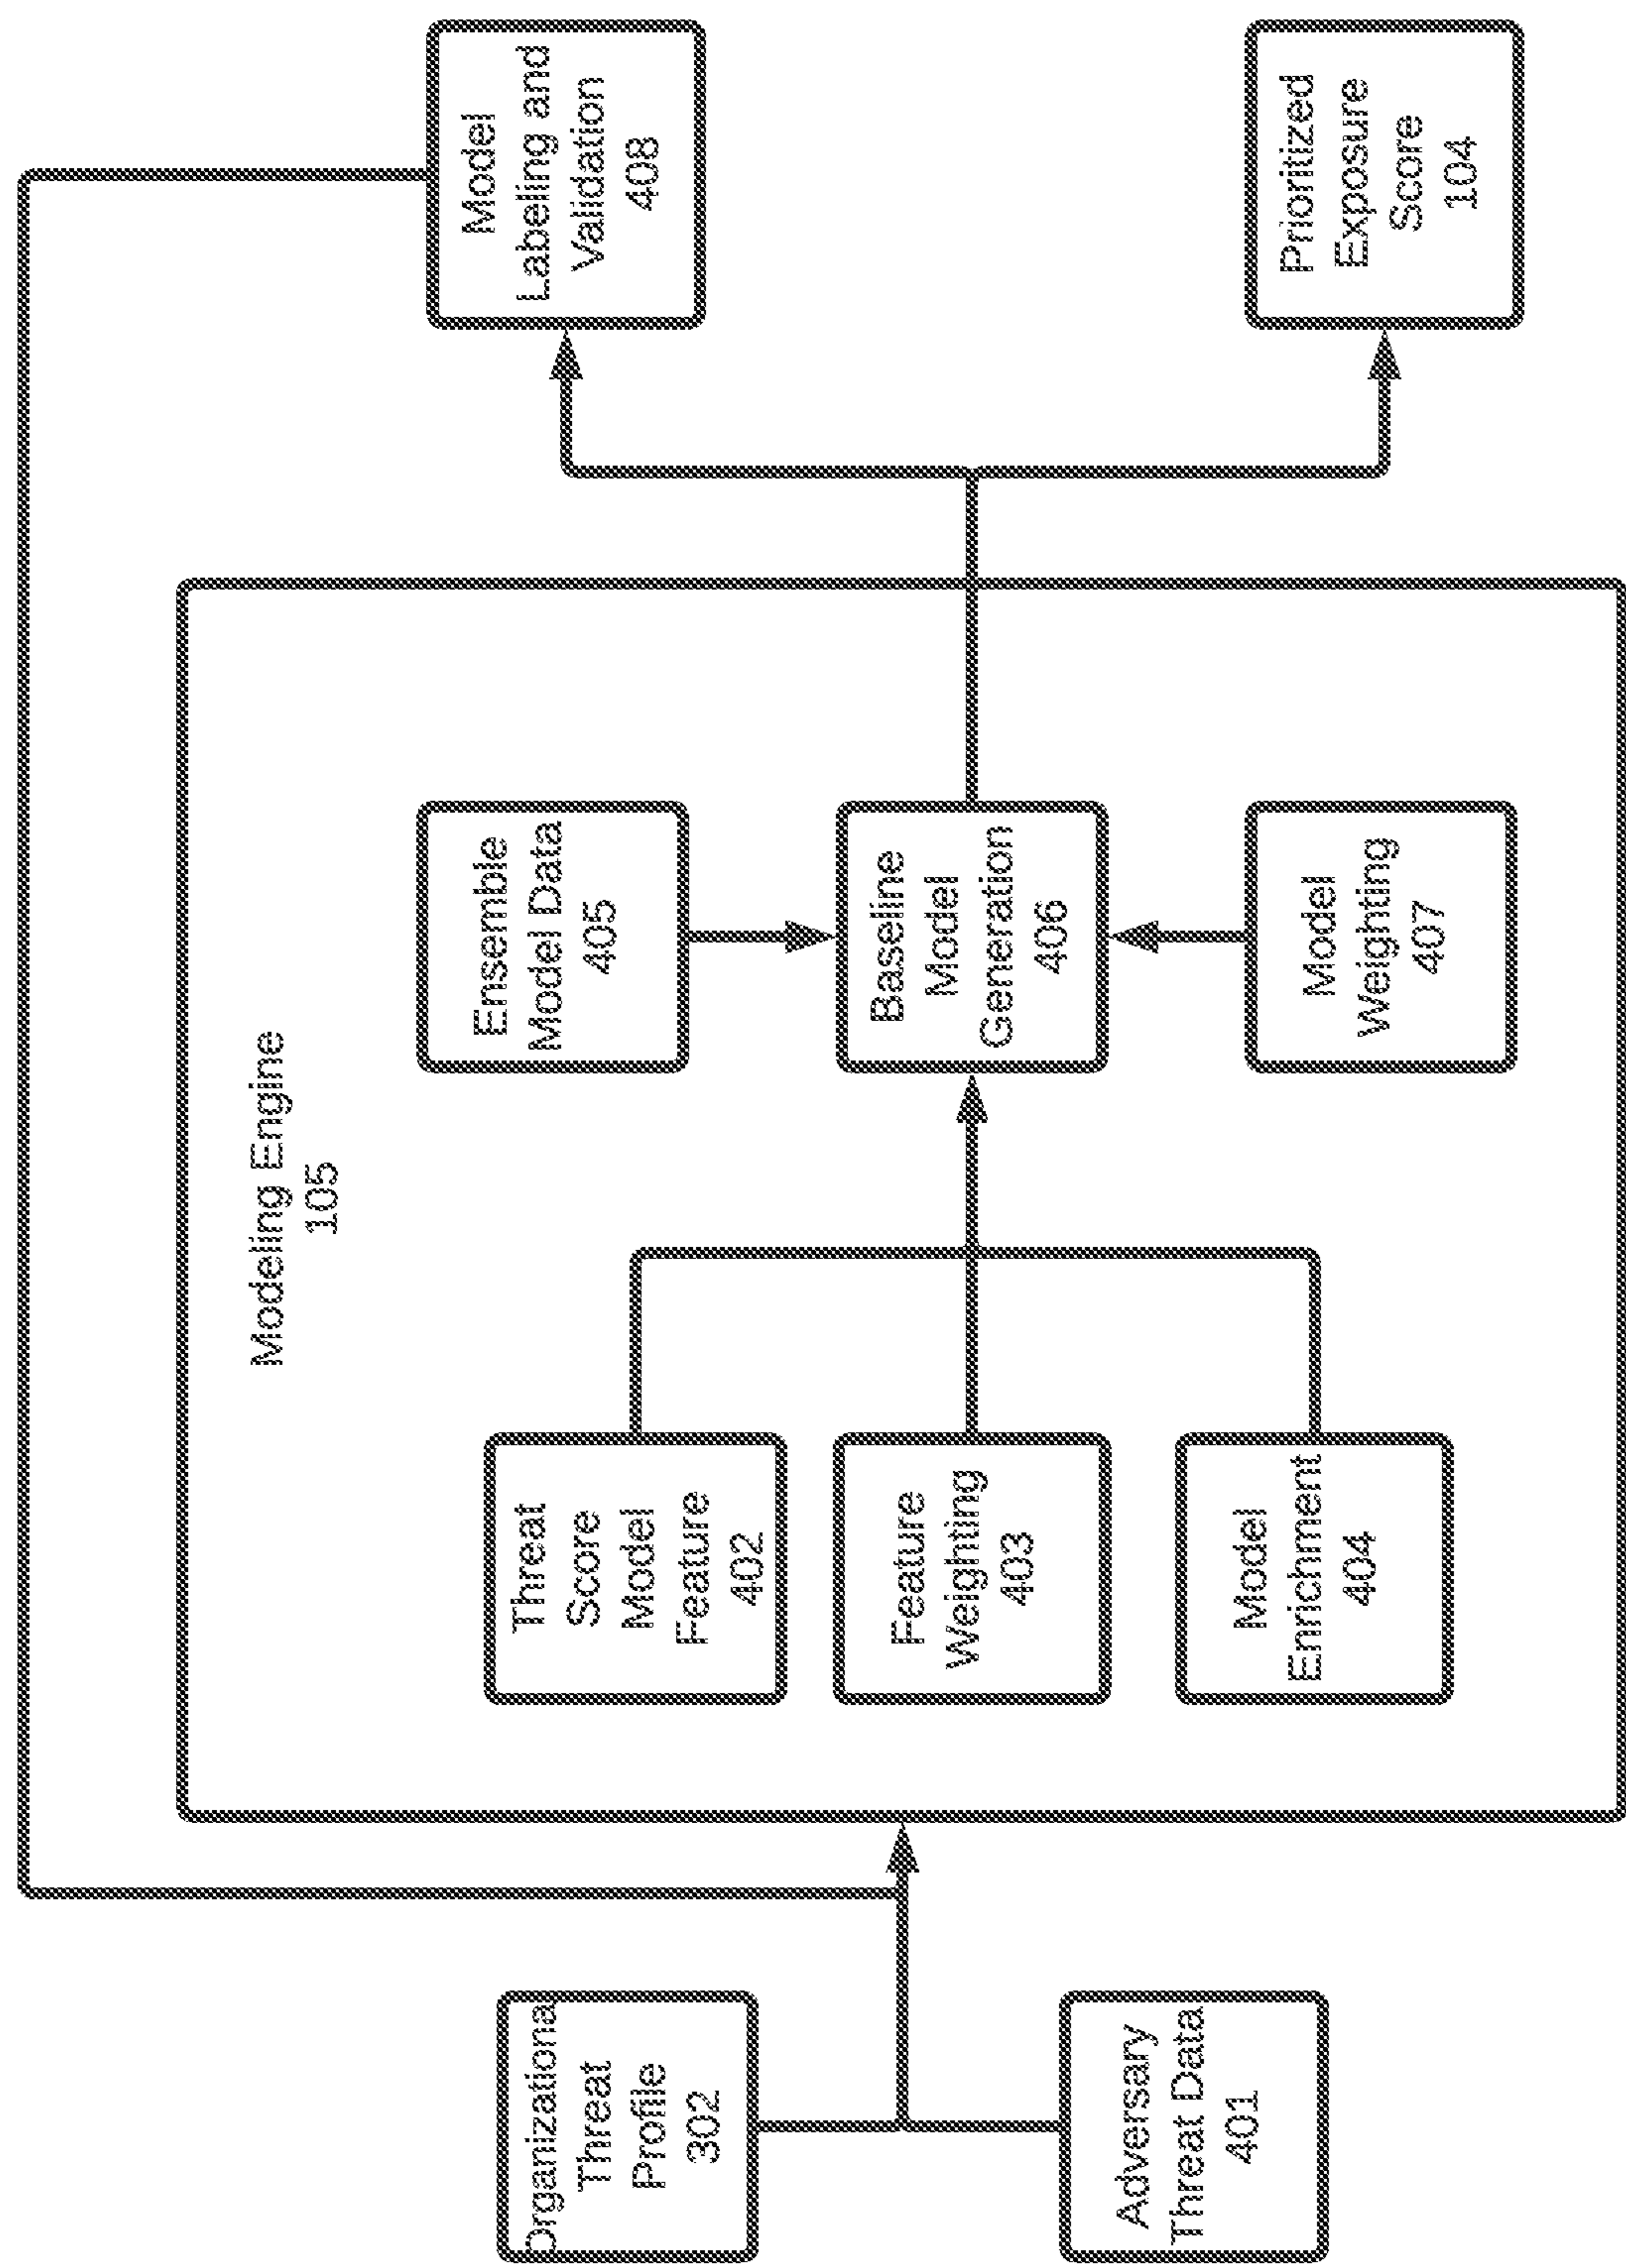 Organizationa
Threat
Profile
302
Adversary
Threat Data
401
Modeling Engine
105
Threat
Score
Model
Feature
402
Feature
Weighting
403
Model
Enrichment
404
Ensemble
Model Data
405
Baseline
Model
Generation
406
Model
Weighting
407
Model
Labeling and
Validation
408
Prioritized
Exposure
Score
104